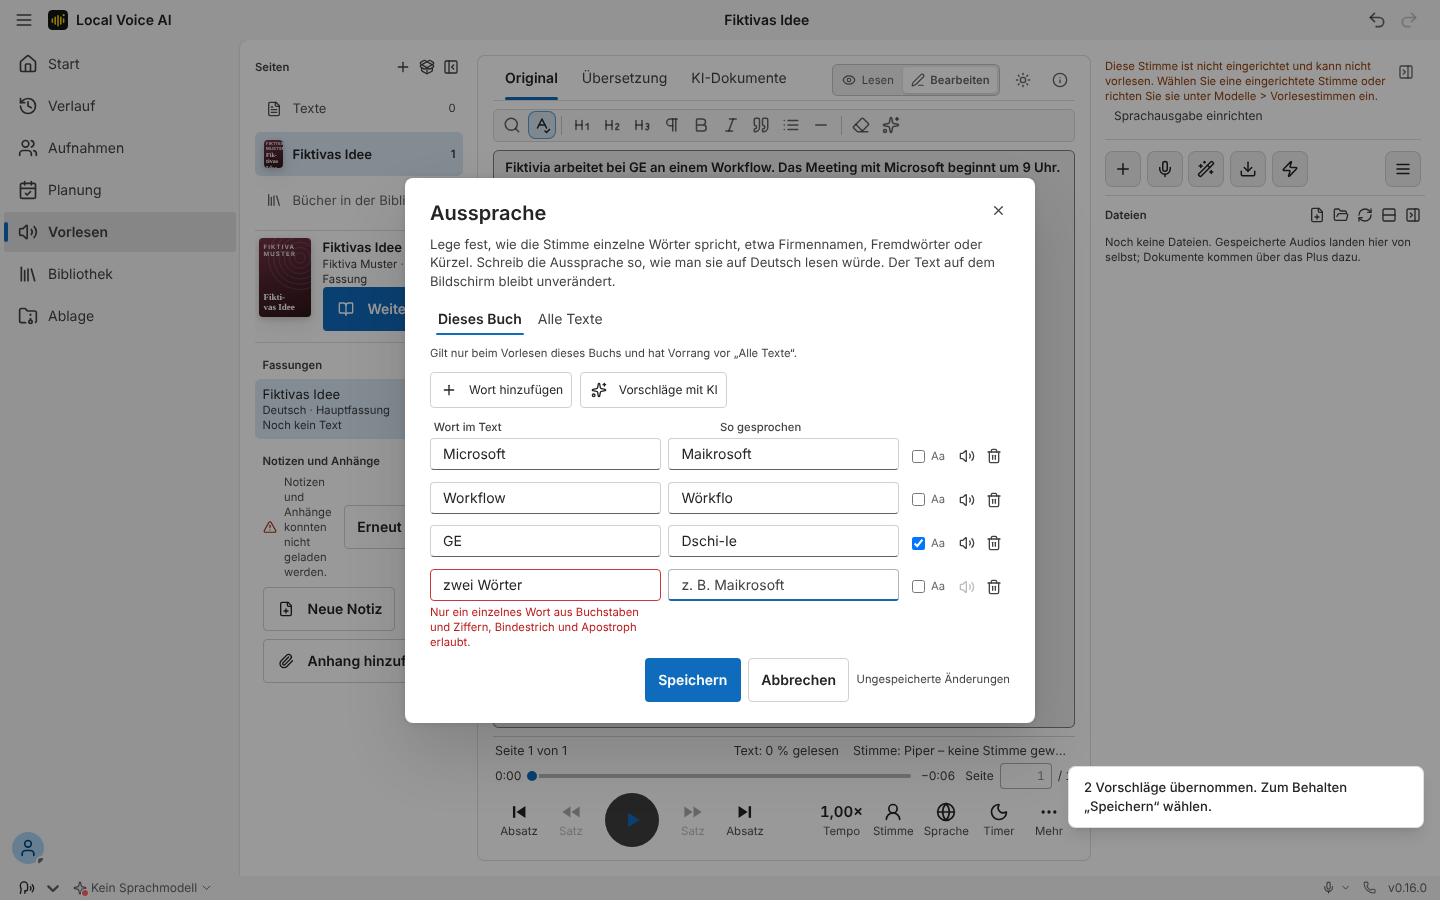 Local Voice AI
Fiktivas Idee
Start
Verlauf
Aufnahmen
Planung
Vorlesen
Bibliothek
Ablage
Seiten
Texte 0
Fiktivas Idee 1
Bücher in der Bibli
FIKTIVA
MUSTER
Fikti-
vas Idee
Fiktivas Idee
Fiktiva Muster ·
Fassung
Weite
Fassungen
Fiktivas Idee
Deutsch · Hauptfassung
Noch kein Text
Notizen und Anhänge
Notizen
und
Anhänge
konnten
nicht
geladen
werden.
Erneut
Neue Notiz
Anhang hinzuf
Original Übersetzung KI-Dokumente
Lesen Bearbeiten
H1 H2 H3 B I
Fiktivia arbeitet bei GE an einem Workflow. Das Meeting mit Microsoft beginnt um 9 Uhr.
Aussprache
Lege fest, wie die Stimme einzelne Wörter spricht, etwa Firmennamen, Fremdwörter oder
Kürzel. Schreib die Aussprache so, wie man sie auf Deutsch lesen würde. Der Text auf dem
Bildschirm bleibt unverändert.
Dieses Buch Alle Texte
Gilt nur beim Vorlesen dieses Buchs und hat Vorrang vor „Alle Texte“.
Wort hinzufügen Vorschläge mit KI
Wort im Text So gesprochen
Microsoft Maikrosoft Aa
Workflow Wörkflo Aa
GE Dschi-Ie Aa
zwei Wörter z. B. Maikrosoft Aa
Nur ein einzelnes Wort aus Buchstaben
und Ziffern, Bindestrich und Apostroph
erlaubt.
Speichern Abbrechen Ungespeicherte Änderungen
Seite 1 von 1 Text: 0 % gelesen Stimme: Piper – keine Stimme gew…
0:00 −0:06 Seite 1 /
1,00×
Absatz Satz Satz Absatz Tempo Stimme Sprache Timer Mehr
Diese Stimme ist nicht eingerichtet und kann nicht
vorlesen. Wählen Sie eine eingerichtete Stimme oder
richten Sie sie unter Modelle > Vorlesestimmen ein.
Sprachausgabe einrichten
Dateien
Noch keine Dateien. Gespeicherte Audios landen hier von
selbst; Dokumente kommen über das Plus dazu.
2 Vorschläge übernommen. Zum Behalten
„Speichern“ wählen.
Kein Sprachmodell
v0.16.0